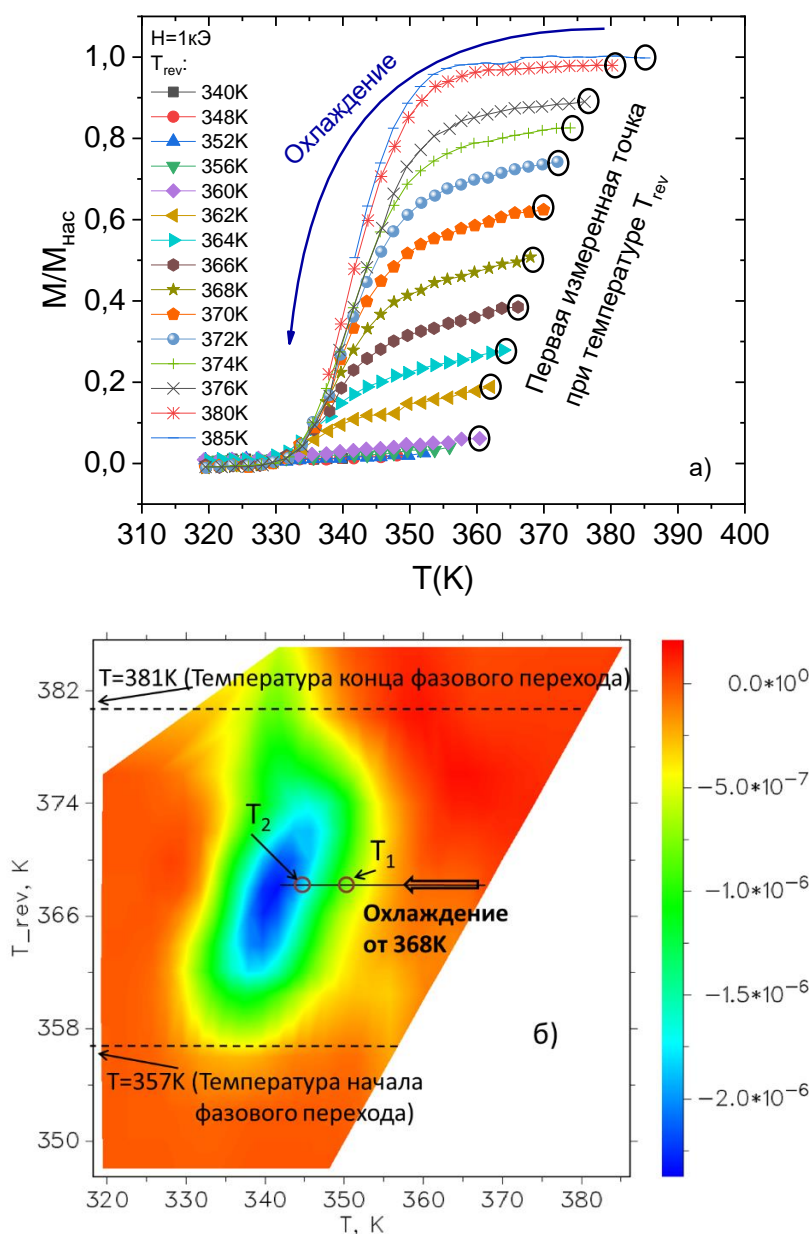 а)
H=1кЭ
T_rev:
340K
348K
352K
356K
360K
362K
364K
366K
368K
370K
372K
374K
376K
380K
385K
Охлаждение
Первая измеренная точка
при температуре T_rev
M/M_нас
1,0
0,8
0,6
0,4
0,2
0,0
310 320 330 340 350 360 370 380 390 400
T(K)
T=381K (Температура конца фазового перехода)
T_2
T_1
Охлаждение
от 368K
б)
T=357K (Температура начала
фазового перехода)
T_rev, K
382
374
366
358
350
320 330 340 350 360 370 380
T, K
0.0*10^0
−5.0*10^-7
−1.0*10^-6
−1.5*10^-6
−2.0*10^-6